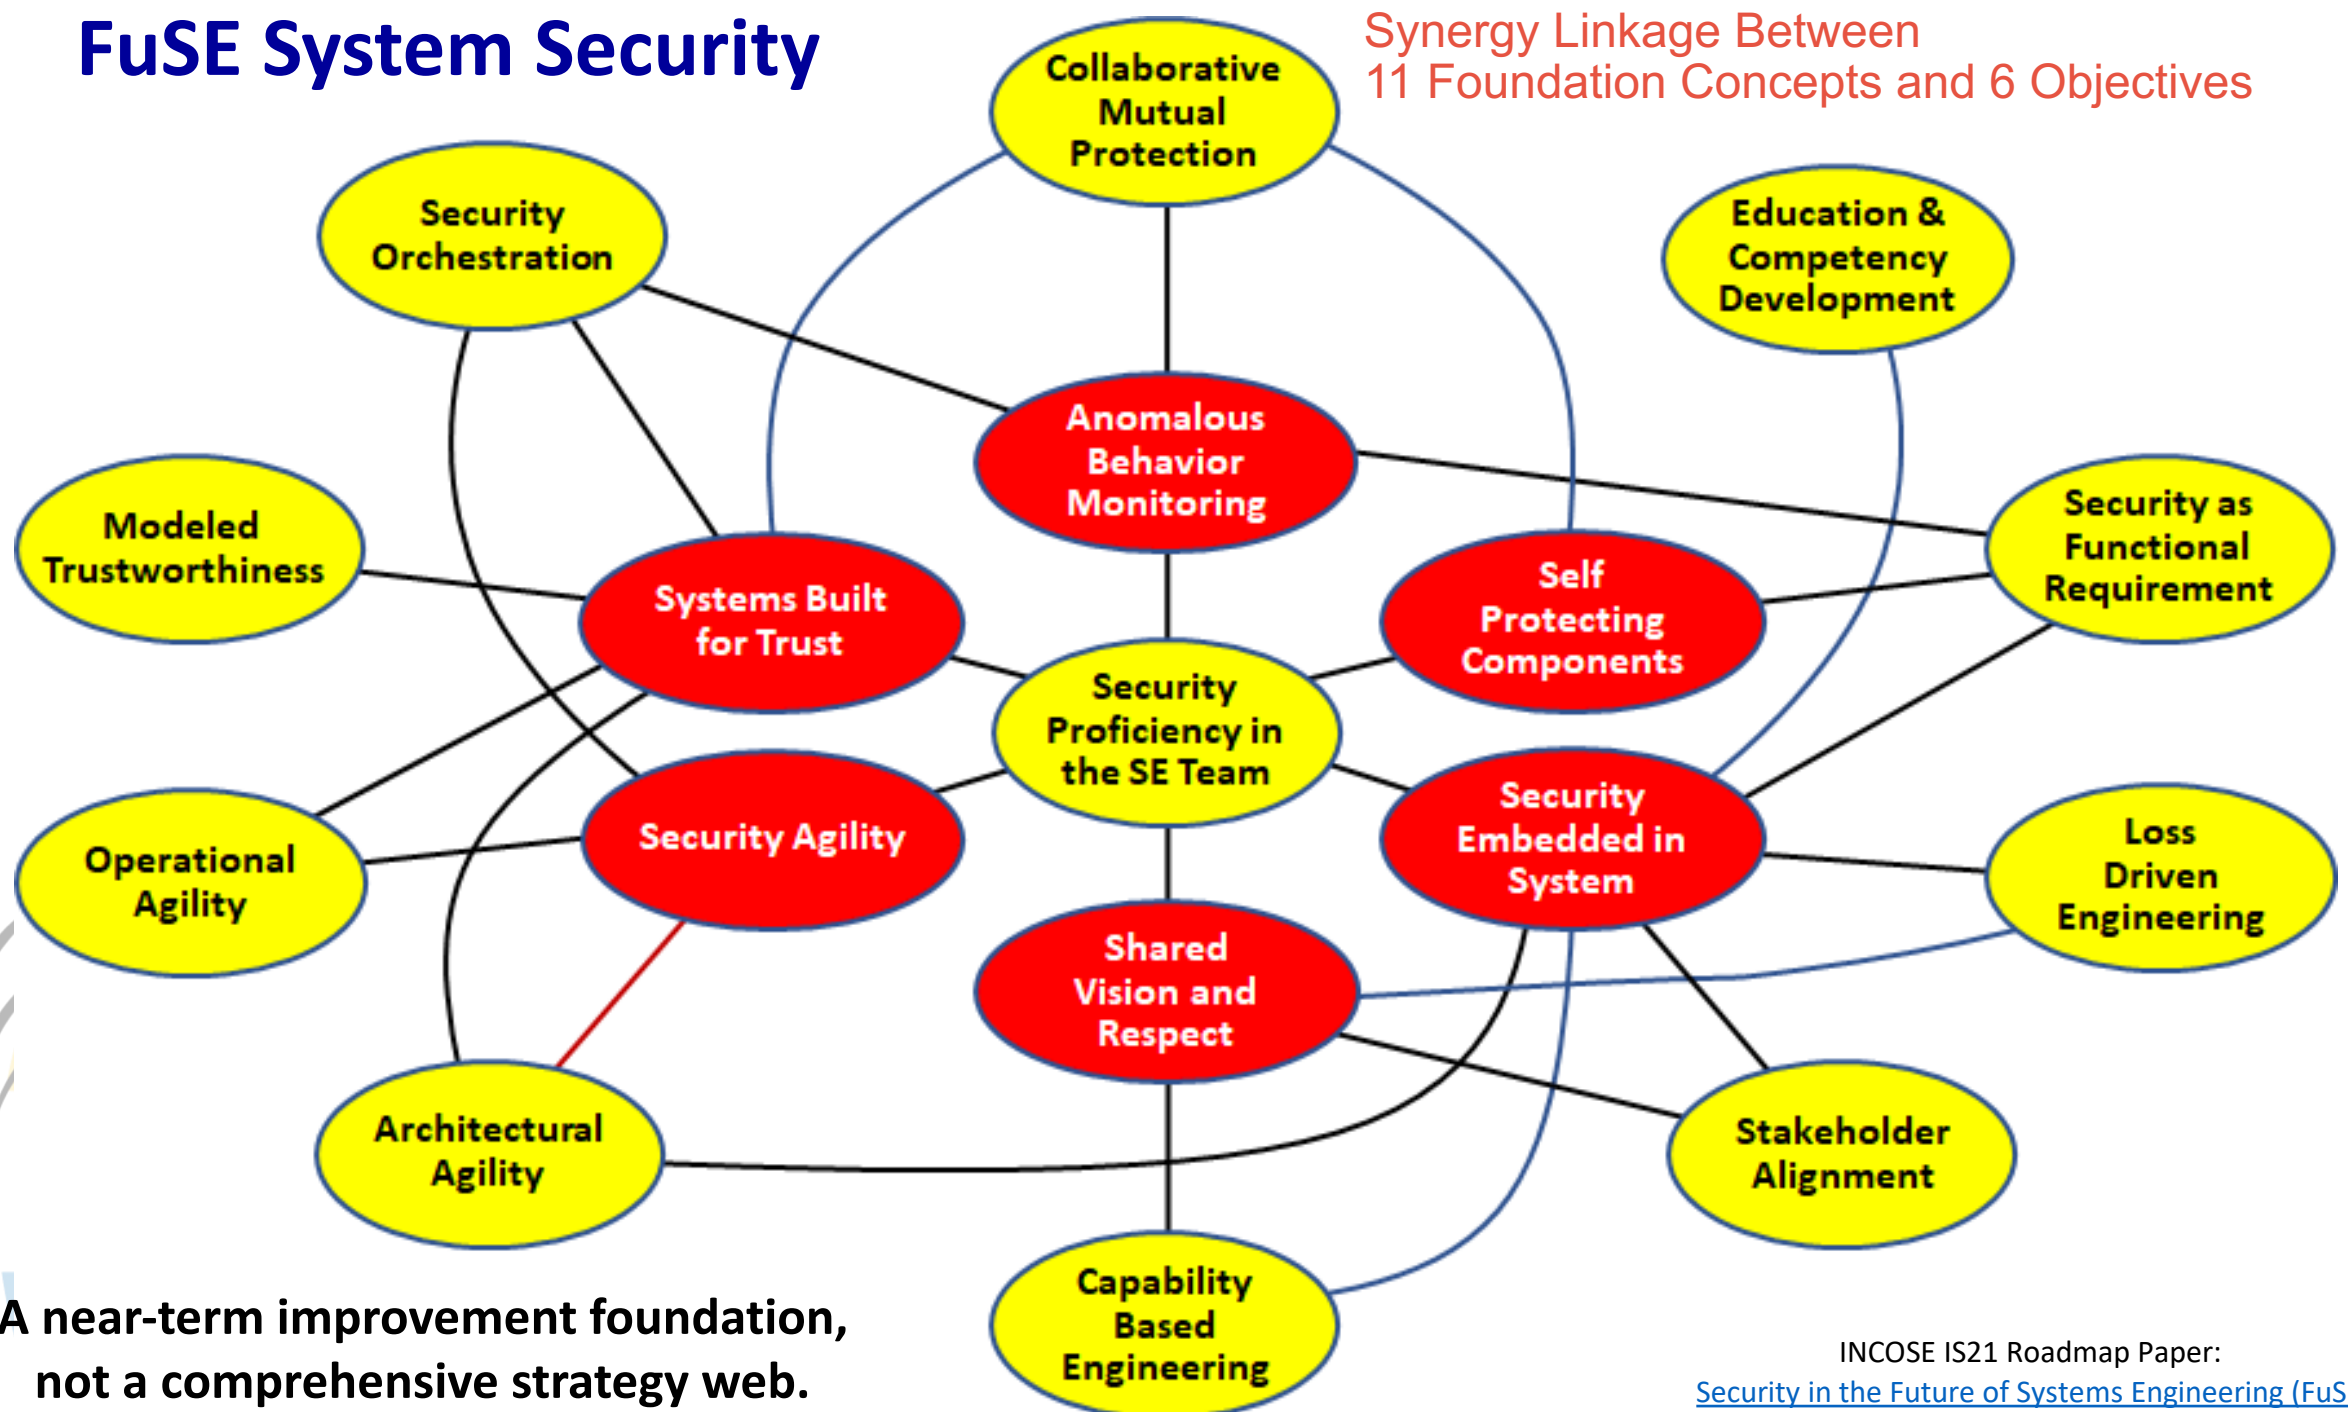 FuSE System Security
Synergy Linkage Between
11 Foundation Concepts and 6 Objectives
Collaborative
Mutual
Protection
Security
Orchestration
Education &
Competency
Development
Anomalous
Behavior
Monitoring
Modeled
Trustworthiness
Systems Built
for Trust
Self
Protecting
Components
Security as
Functional
Requirement
Security
Proficiency in
the SE Team
Operational
Agility
Security Agility
Security
Embedded in
System
Loss
Driven
Engineering
Shared
Vision and
Respect
Architectural
Agility
Stakeholder
Alignment
Capability
Based
Engineering
A near-term improvement foundation,
not a comprehensive strategy web.
INCOSE IS21 Roadmap Paper:
Security in the Future of Systems Engineering (FuS